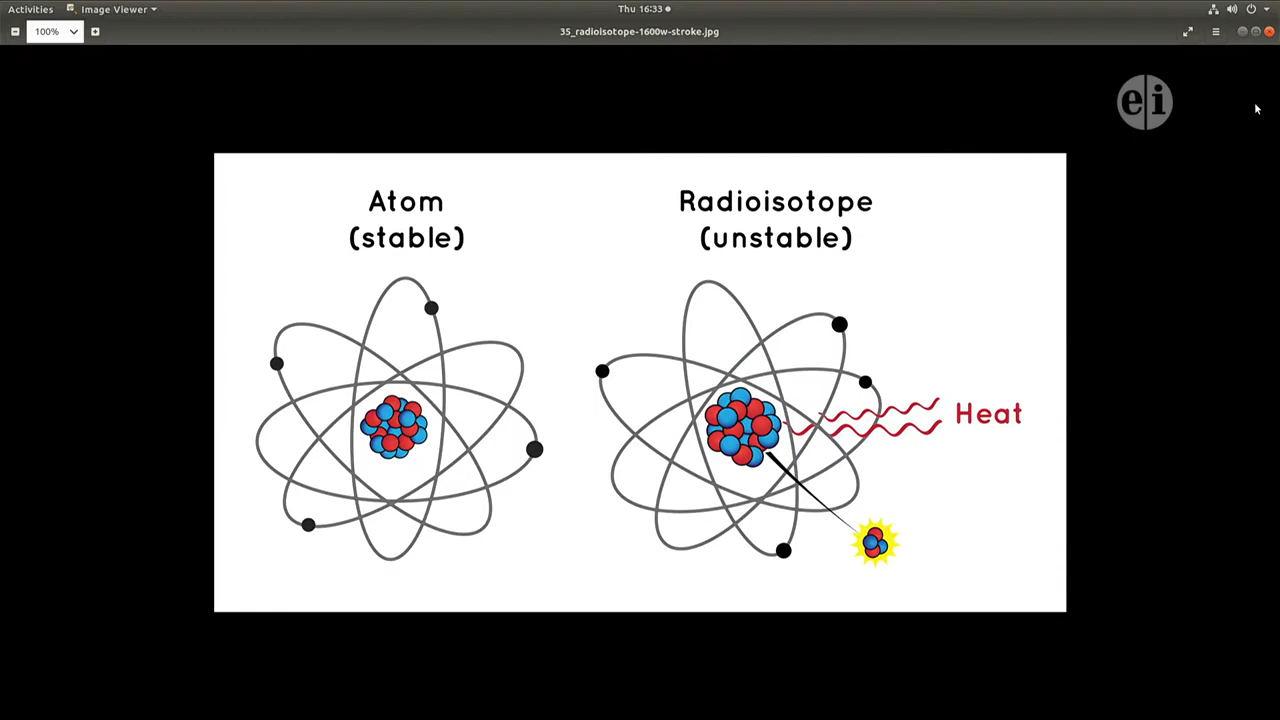 Activities Image Viewer Thu 16:33
100% 35_radioisotope-1600w-stroke.jpg
ei
Atom
(stable)
Radioisotope
(unstable)
Heat